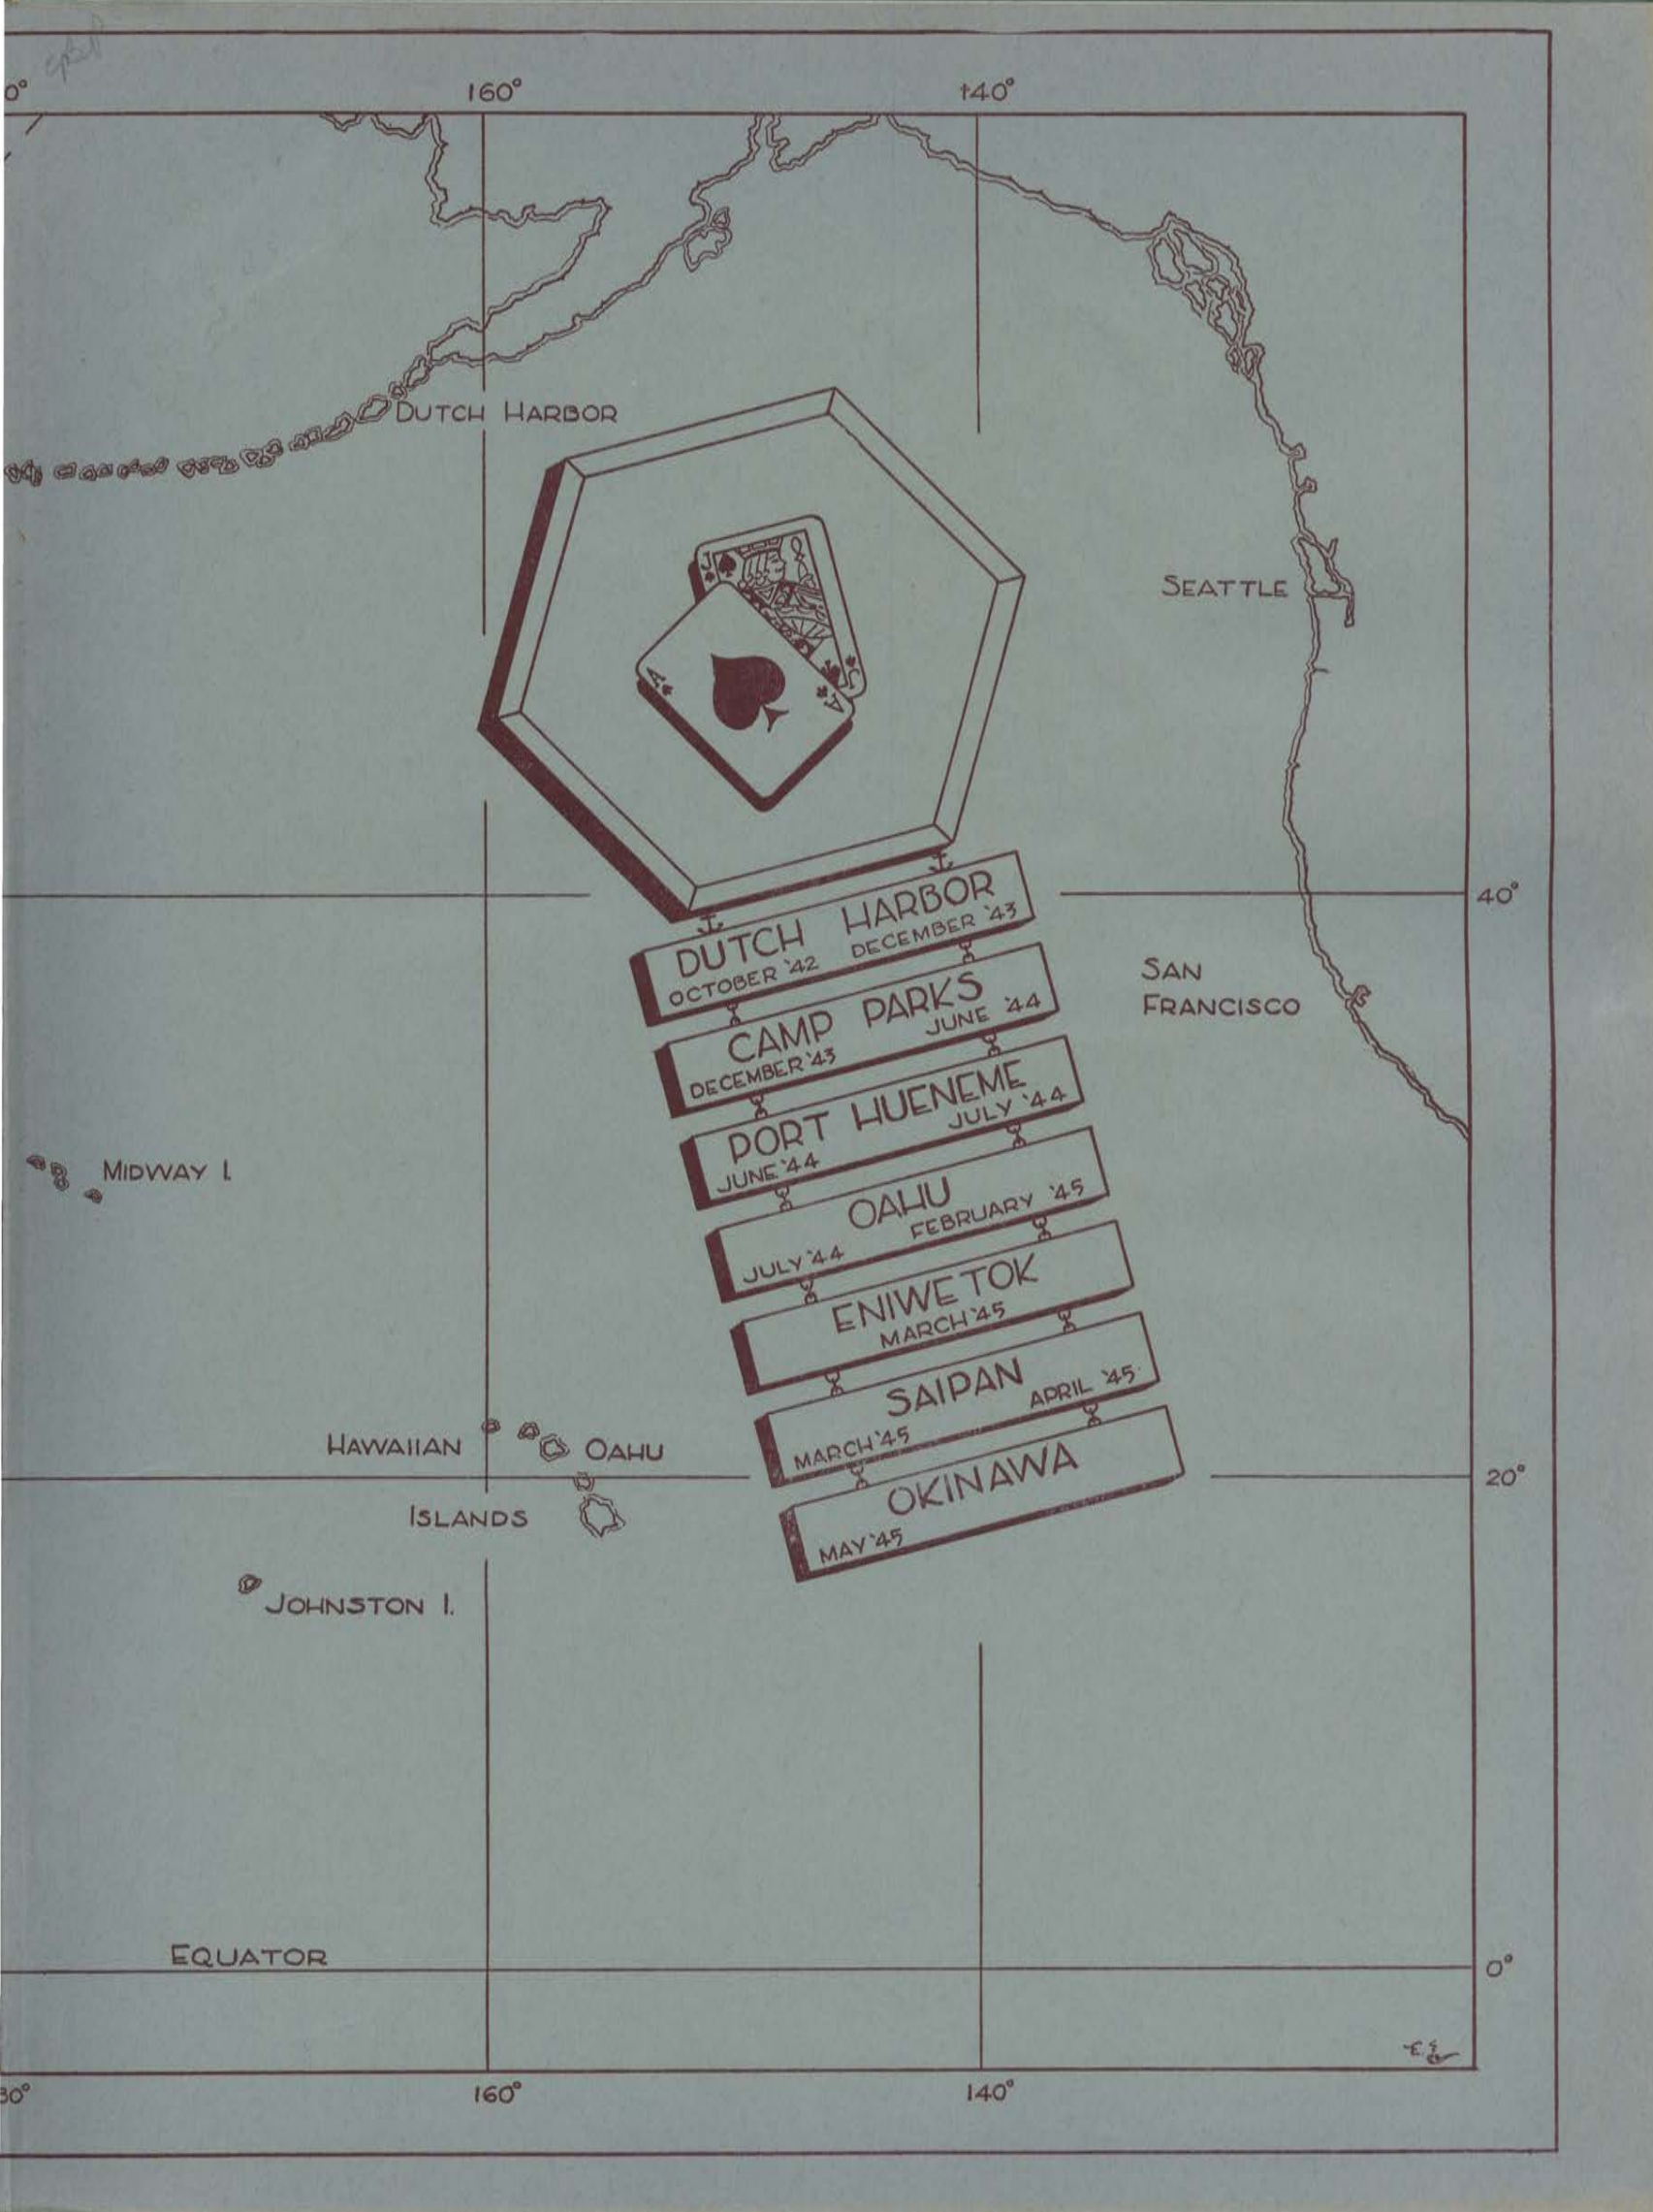 160°
140°
DUTCH HARBOR
J
A
A
J
SEATTLE
DUTCH HARBOR
OCTOBER '42 DECEMBER '43
40°
CAMP PARKS
DECEMBER '43 JUNE '44
SAN
FRANCISCO
PORT HUENEME
JUNE '44 JULY '44
MIDWAY I.
OAHU
JULY '44 FEBRUARY '45
ENIWETOK
MARCH '45
SAIPAN
MARCH '45 APRIL '45
HAWAIIAN OAHU
ISLANDS
OKINAWA
MAY '45
20°
JOHNSTON I.
EQUATOR
0°
160°
140°